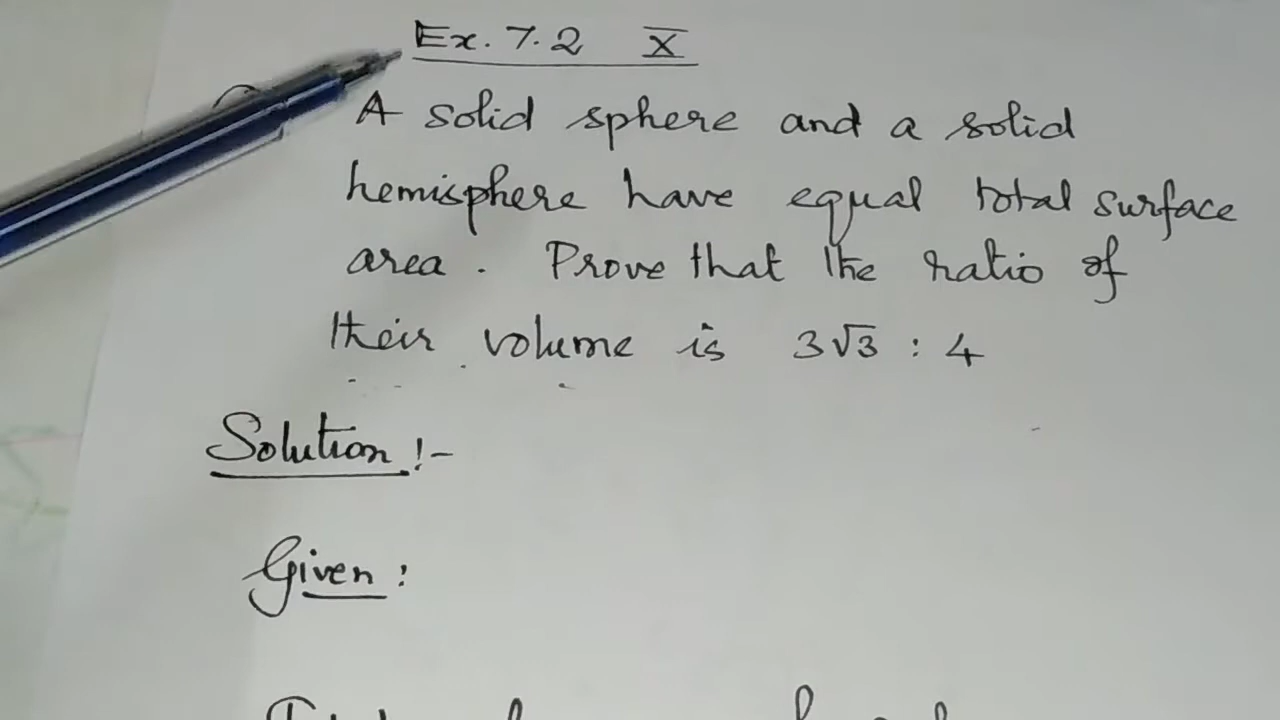 Ex. 7.2 X
A solid sphere and a solid
hemisphere have equal total surface
area. Prove that the ratio of
their volume is 3√3 : 4
Solution :-
Given :